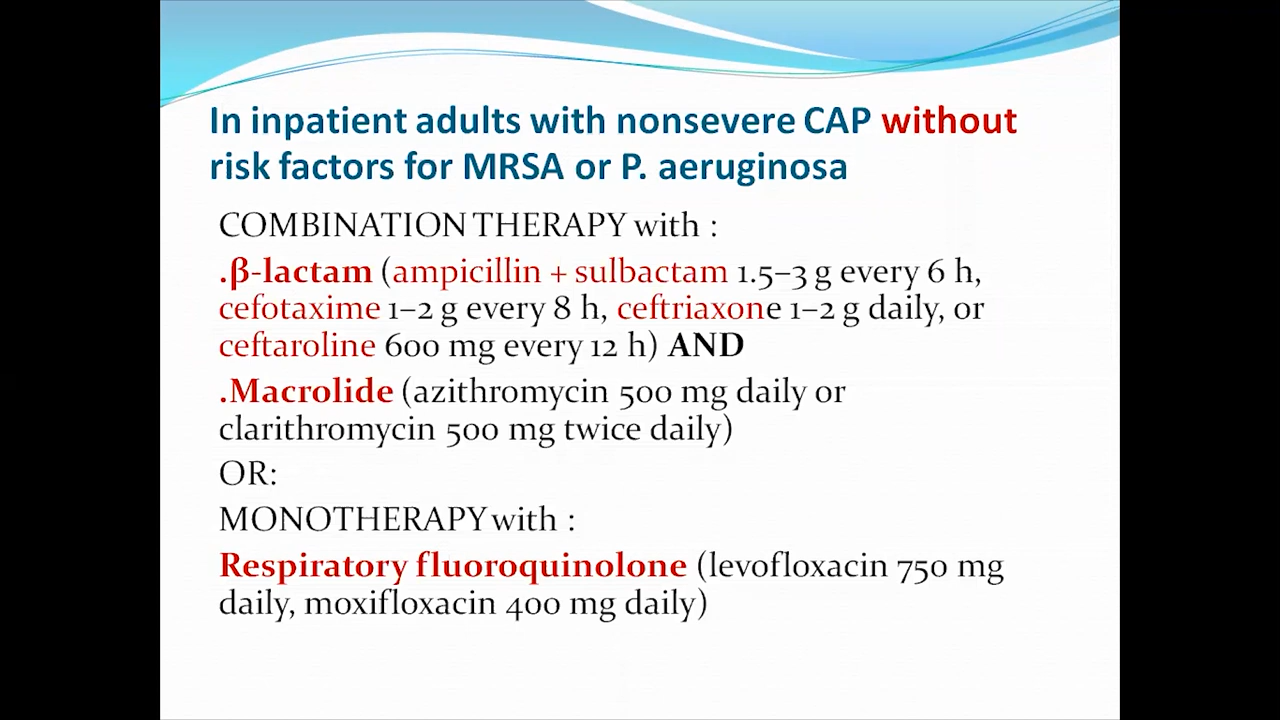 In inpatient adults with nonsevere CAP without
risk factors for MRSA or P. aeruginosa
COMBINATION THERAPY with :
.β-lactam (ampicillin + sulbactam 1.5–3 g every 6 h,
cefotaxime 1–2 g every 8 h, ceftriaxone 1–2 g daily, or
ceftaroline 600 mg every 12 h) AND
.Macrolide (azithromycin 500 mg daily or
clarithromycin 500 mg twice daily)
OR:
MONOTHERAPY with :
Respiratory fluoroquinolone (levofloxacin 750 mg
daily, moxifloxacin 400 mg daily)